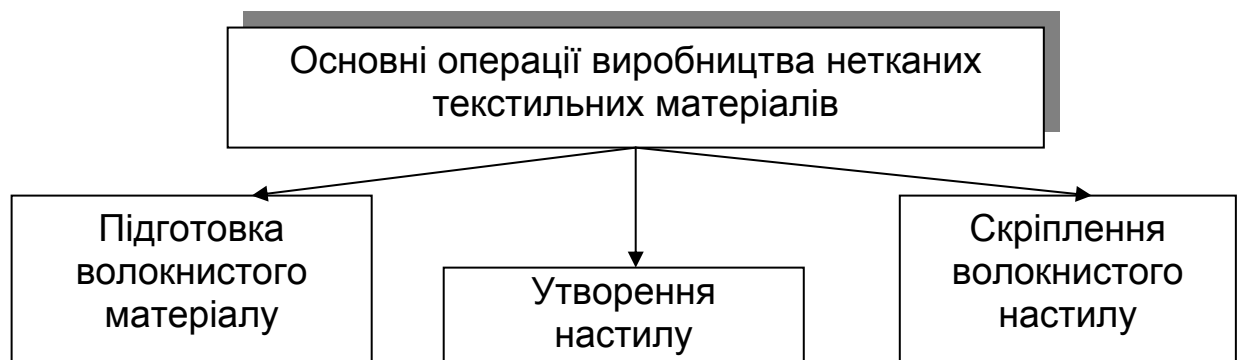 Основні операції виробництва нетканих
текстильних матеріалів
Підготовка
волокнистого
матеріалу
Утворення
настилу
Скріплення
волокнистого
настилу